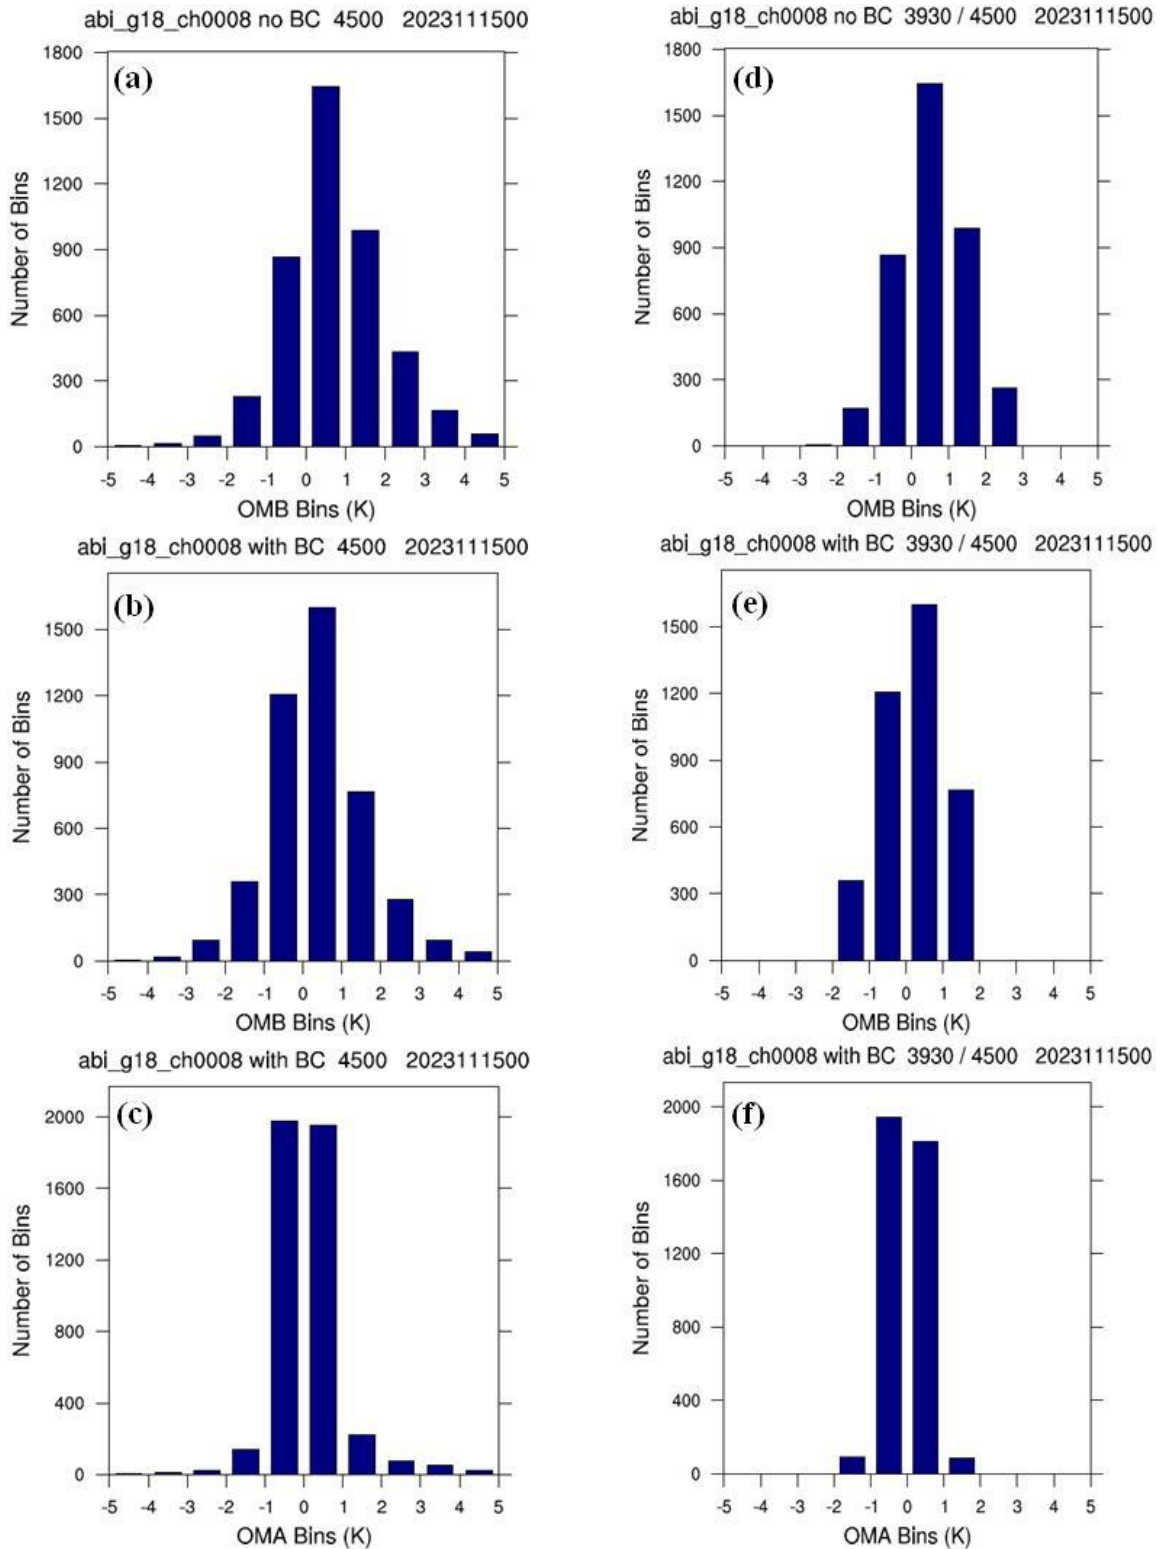 abi_g18_ch0008 no BC 4500 2023111500
(a)
1800
1500
1200
900
600
300
0
Number of Bins
-5 -4 -3 -2 -1 0 1 2 3 4 5
OMB Bins (K)
abi_g18_ch0008 no BC 3930 / 4500 2023111500
(d)
1800
1500
1200
900
600
300
0
Number of Bins
-5 -4 -3 -2 -1 0 1 2 3 4 5
OMB Bins (K)
abi_g18_ch0008 with BC 4500 2023111500
(b)
1500
1200
900
600
300
0
Number of Bins
-5 -4 -3 -2 -1 0 1 2 3 4 5
OMB Bins (K)
abi_g18_ch0008 with BC 3930 / 4500 2023111500
(e)
1500
1200
900
600
300
0
Number of Bins
-5 -4 -3 -2 -1 0 1 2 3 4 5
OMB Bins (K)
abi_g18_ch0008 with BC 4500 2023111500
(c)
2000
1600
1200
800
400
0
Number of Bins
-5 -4 -3 -2 -1 0 1 2 3 4 5
OMA Bins (K)
abi_g18_ch0008 with BC 3930 / 4500 2023111500
(f)
2000
1600
1200
800
400
0
Number of Bins
-5 -4 -3 -2 -1 0 1 2 3 4 5
OMA Bins (K)